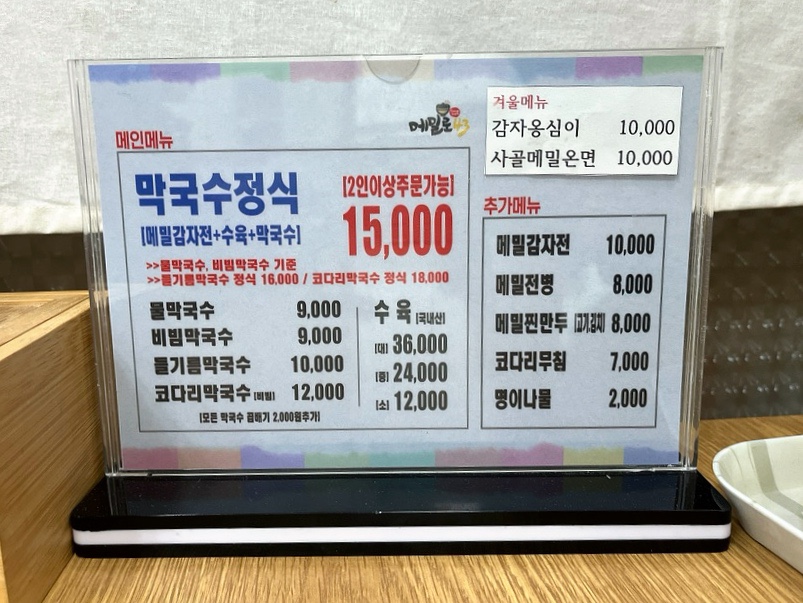 메밀로43
메인메뉴
막국수정식
[2인이상주문가능]
[메밀감자전+수육+막국수]
15,000
>>물막국수, 비빔막국수 기준
>>들기름막국수 정식 16,000 / 코다리막국수 정식 18,000
물막국수 9,000
비빔막국수 9,000
들기름막국수 10,000
코다리막국수 [비빔] 12,000
[모든 막국수 곱배기 2,000원추가]
수육 [국내산]
[대] 36,000
[중] 24,000
[소] 12,000
겨울메뉴
감자옹심이 10,000
사골메밀온면 10,000
추가메뉴
메밀감자전 10,000
메밀전병 8,000
메밀찐만두 [고기,김치] 8,000
코다리무침 7,000
명이나물 2,000